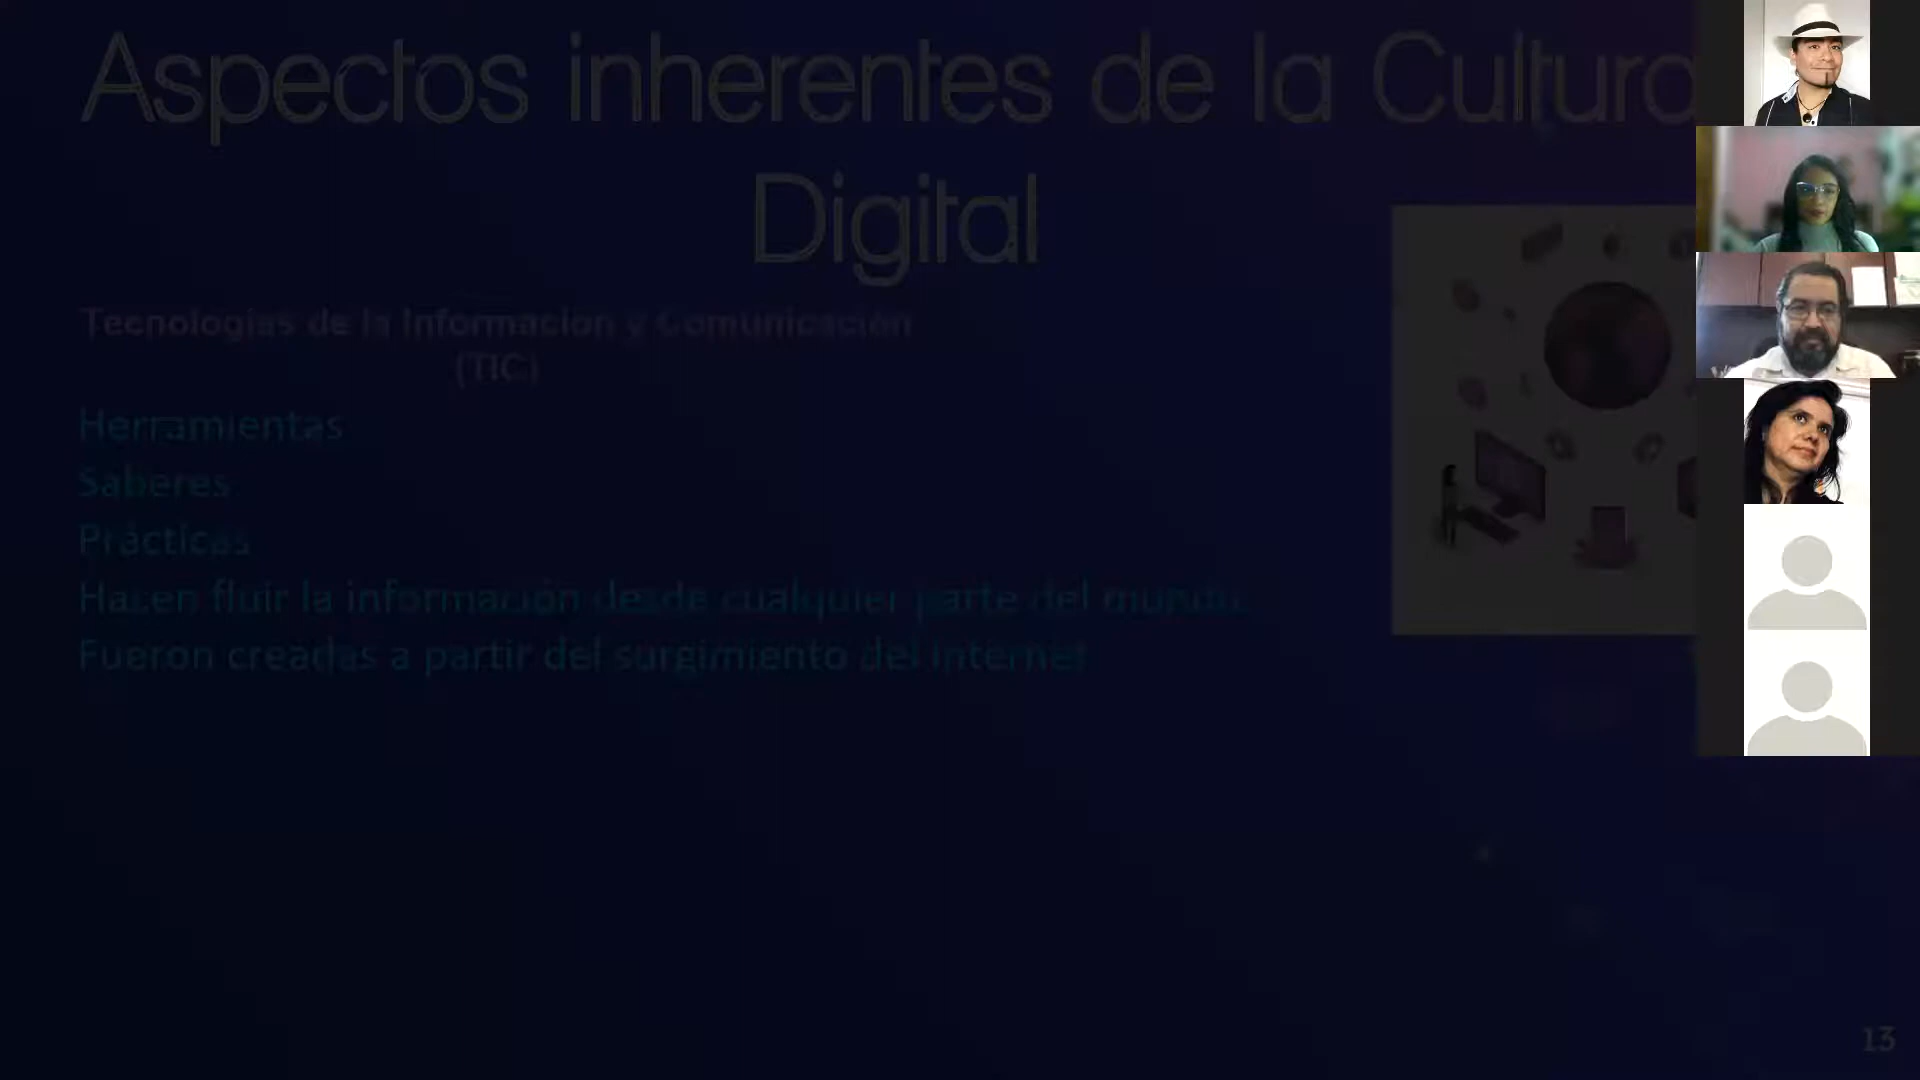 Aspectos inherentes de la Cultura
Digital
Tecnologías de la Información y Comunicación
(TIC)
Herramientas
Saberes
Prácticas
Hacen fluir la información desde cualquier parte del mundo.
Fueron creadas a partir del surgimiento del Internet
13